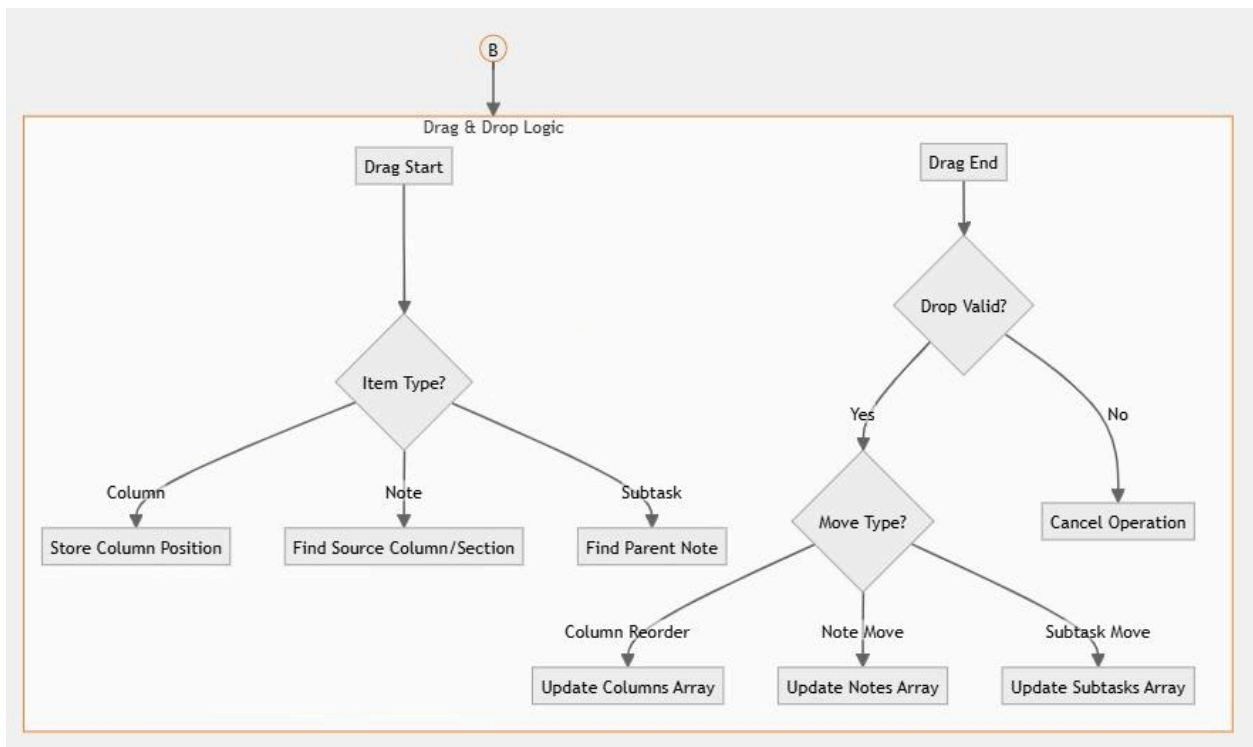 B
Drag & Drop Logic
Drag Start
Drag End
Drop Valid?
Item Type?
Yes
No
Column
Note
Subtask
Move Type?
Cancel Operation
Store Column Position
Find Source Column/Section
Find Parent Note
Column Reorder
Note Move
Subtask Move
Update Columns Array
Update Notes Array
Update Subtasks Array